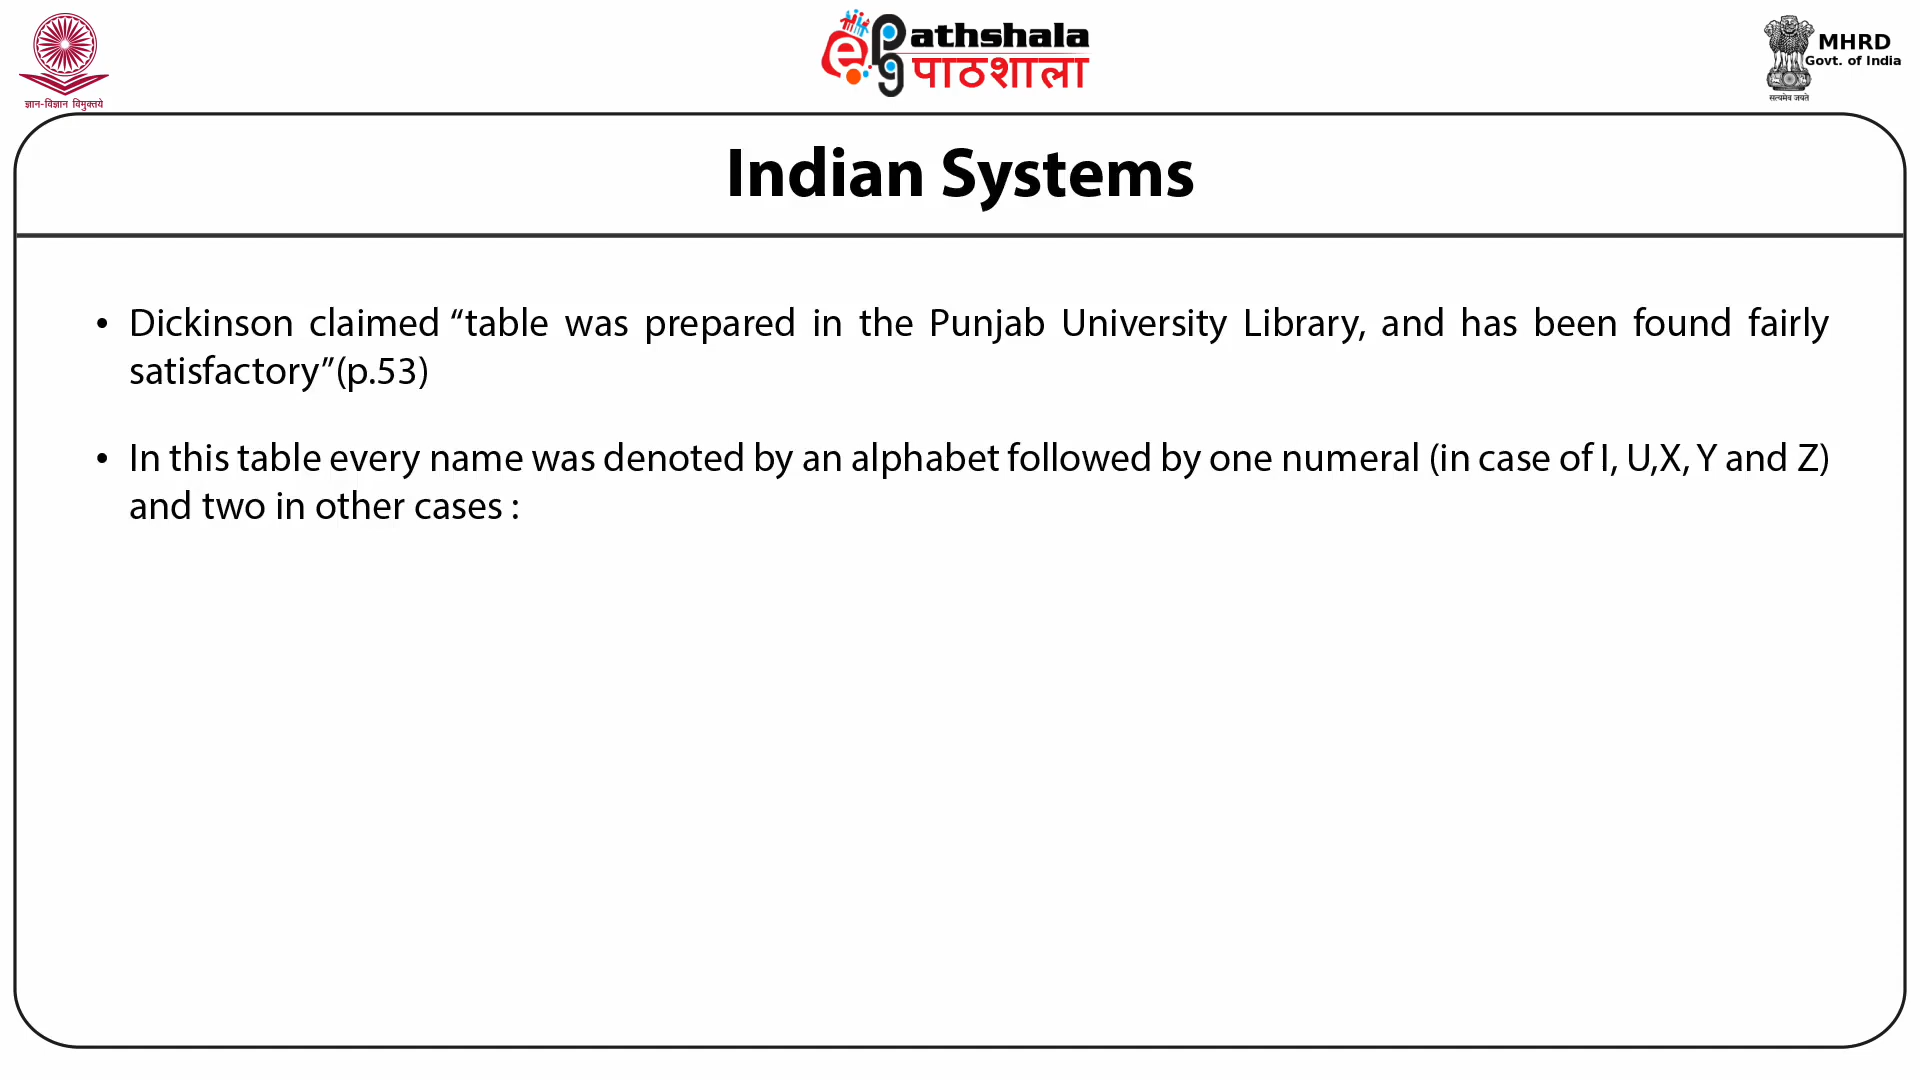 ज्ञान-विज्ञान विमुक्तये
e pg Pathshala
पाठशाला
MHRD
Govt. of India
सत्यमेव जयते
Indian Systems
• Dickinson claimed “table was prepared in the Punjab University Library, and has been found fairly
satisfactory”(p.53)
• In this table every name was denoted by an alphabet followed by one numeral (in case of I, U,X, Y and Z)
and two in other cases :